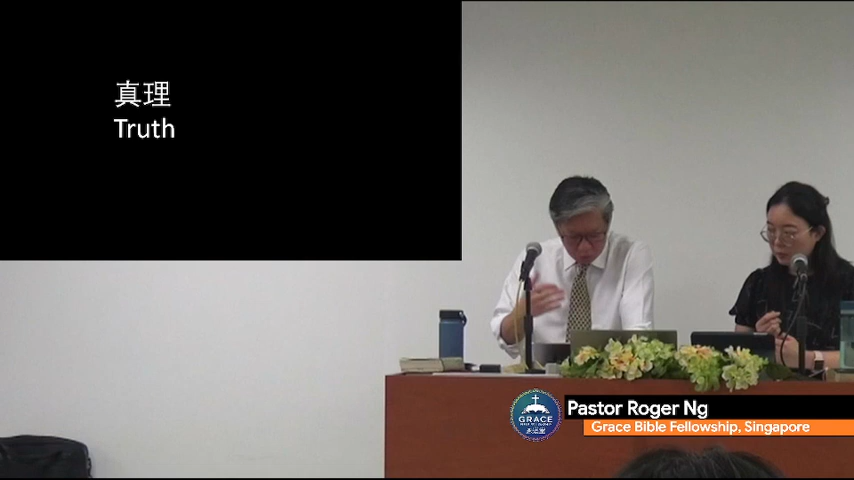 真理
Truth
GRACE
Pastor Roger Ng
Grace Bible Fellowship, Singapore